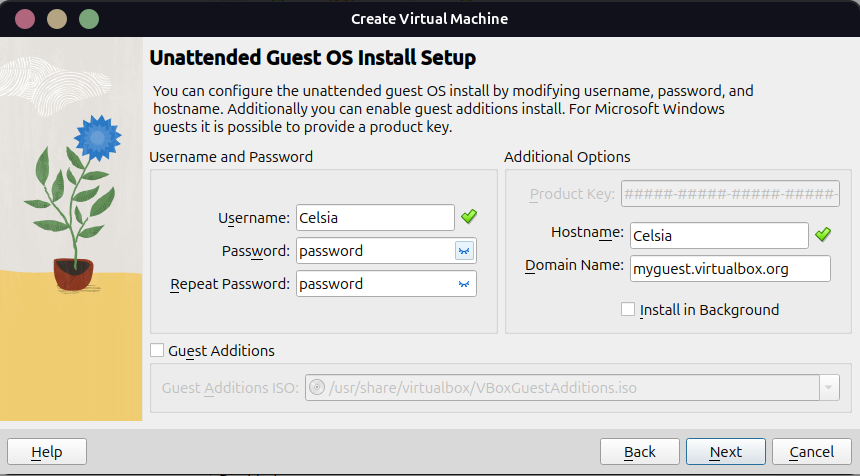 Create Virtual Machine
Unattended Guest OS Install Setup
You can configure the unattended guest OS install by modifying username, password, and
hostname. Additionally you can enable guest additions install. For Microsoft Windows
guests it is possible to provide a product key.
Username and Password
Username: Celsia
Password: password
Repeat Password: password
Additional Options
Product Key: #####-#####-#####-#####-
Hostname: Celsia
Domain Name: myguest.virtualbox.org
Install in Background
Guest Additions
Guest Additions ISO: /usr/share/virtualbox/VBoxGuestAdditions.iso
Help
Back
Next
Cancel